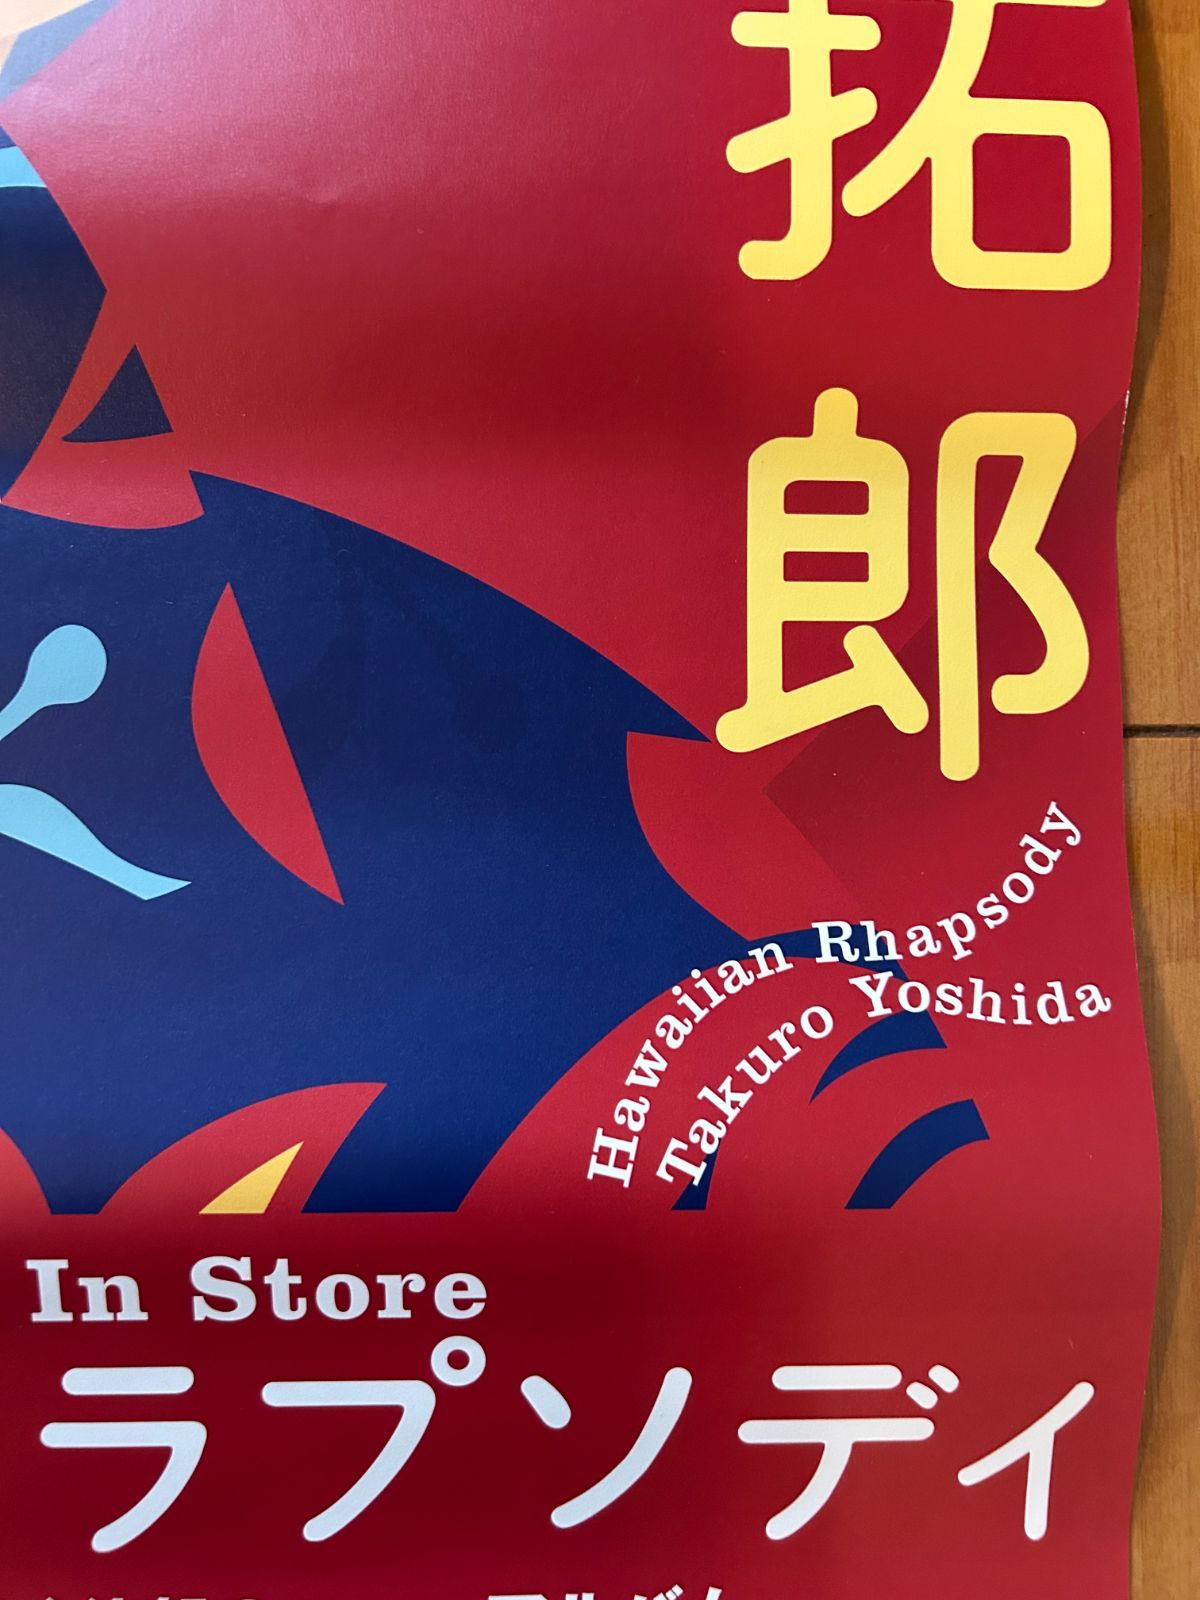 拓郎
Hawaiian Rhapsody
Takuro Yoshida
In Store
ラプソディ